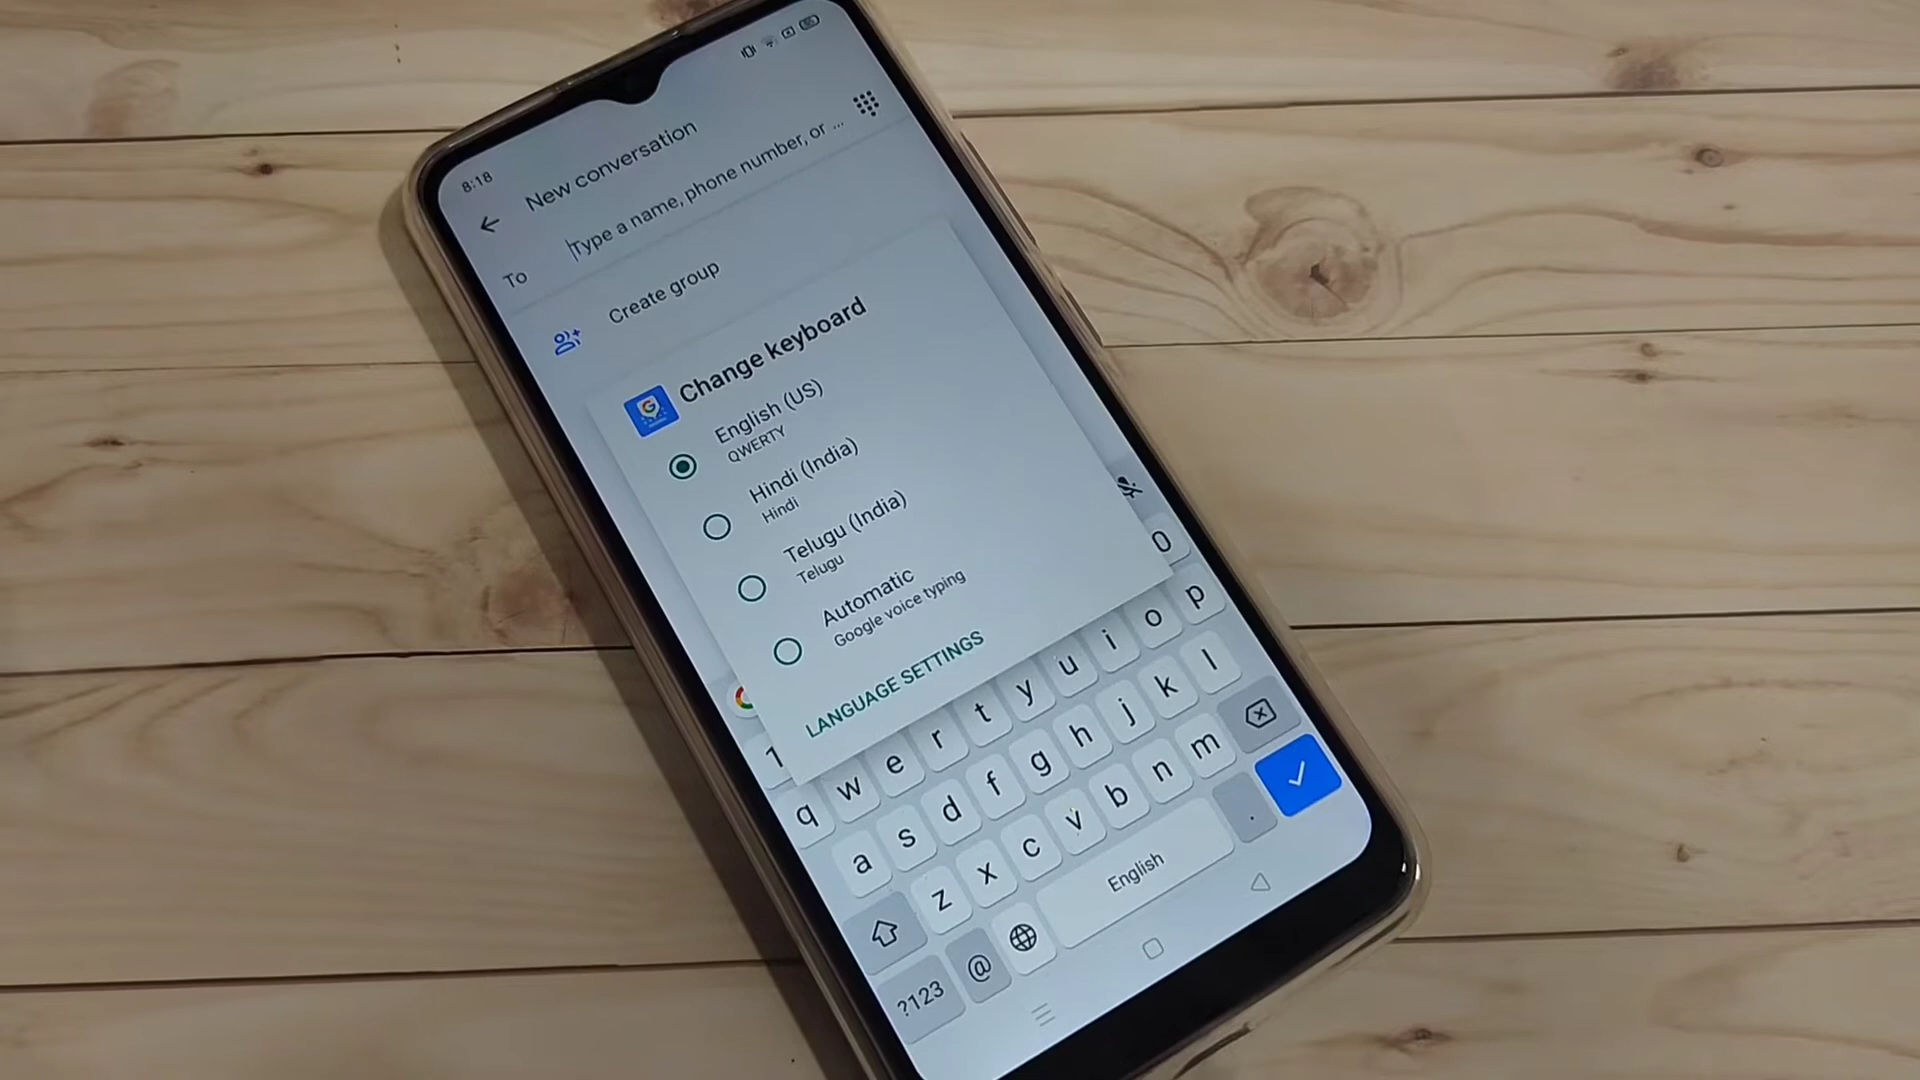 8:18
New conversation
To
Type a name, phone number, or ...
Create group
Change keyboard
English (US)
QWERTY
Hindi (India)
Hindi
Telugu (India)
Telugu
Automatic
Google voice typing
LANGUAGE SETTINGS
1 0
q w e r t y u i o p
a s d f g h j k l
z x c v b n m
?123 @ English .